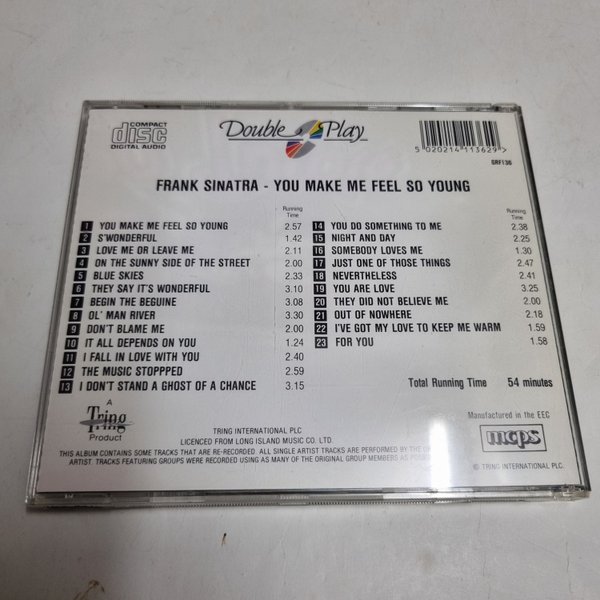 COMPACT
disc
DIGITAL AUDIO
Double Play
5 020214 113629 >
GRF136
FRANK SINATRA - YOU MAKE ME FEEL SO YOUNG
Running
Time
1 YOU MAKE ME FEEL SO YOUNG 2.57
2 S'WONDERFUL 1.42
3 LOVE ME OR LEAVE ME 2.11
4 ON THE SUNNY SIDE OF THE STREET 2.00
5 BLUE SKIES 2.33
6 THEY SAY IT'S WONDERFUL 3.10
7 BEGIN THE BEGUINE 3.08
8 OL' MAN RIVER 3.30
9 DON'T BLAME ME 2.00
10 IT ALL DEPENDS ON YOU 1.24
11 I FALL IN LOVE WITH YOU 2.40
12 THE MUSIC STOPPPED 2.59
13 I DON'T STAND A GHOST OF A CHANCE 3.15
Running
Time
14 YOU DO SOMETHING TO ME 2.38
15 NIGHT AND DAY 2.25
16 SOMEBODY LOVES ME 1.30
17 JUST ONE OF THOSE THINGS 2.47
18 NEVERTHELESS 2.41
19 YOU ARE LOVE 3.25
20 THEY DID NOT BELIEVE ME 2.00
21 OUT OF NOWHERE 2.18
22 I'VE GOT MY LOVE TO KEEP ME WARM 1.59
23 FOR YOU 1.58
Total Running Time 54 minutes
A
Tring
Product
TRING INTERNATIONAL PLC
LICENCED FROM LONG ISLAND MUSIC CO. LTD.
Manufactured in the EEC
mcps
© TRING INTERNATIONAL PLC.
THIS ALBUM CONTAINS SOME TRACKS THAT ARE RE-RECORDED. ALL SINGLE ARTIST TRACKS ARE PERFORMED BY THE
ARTIST. TRACKS FEATURING GROUPS WERE RECORDED USING AS MANY OF THE ORIGINAL GROUP MEMBERS AS